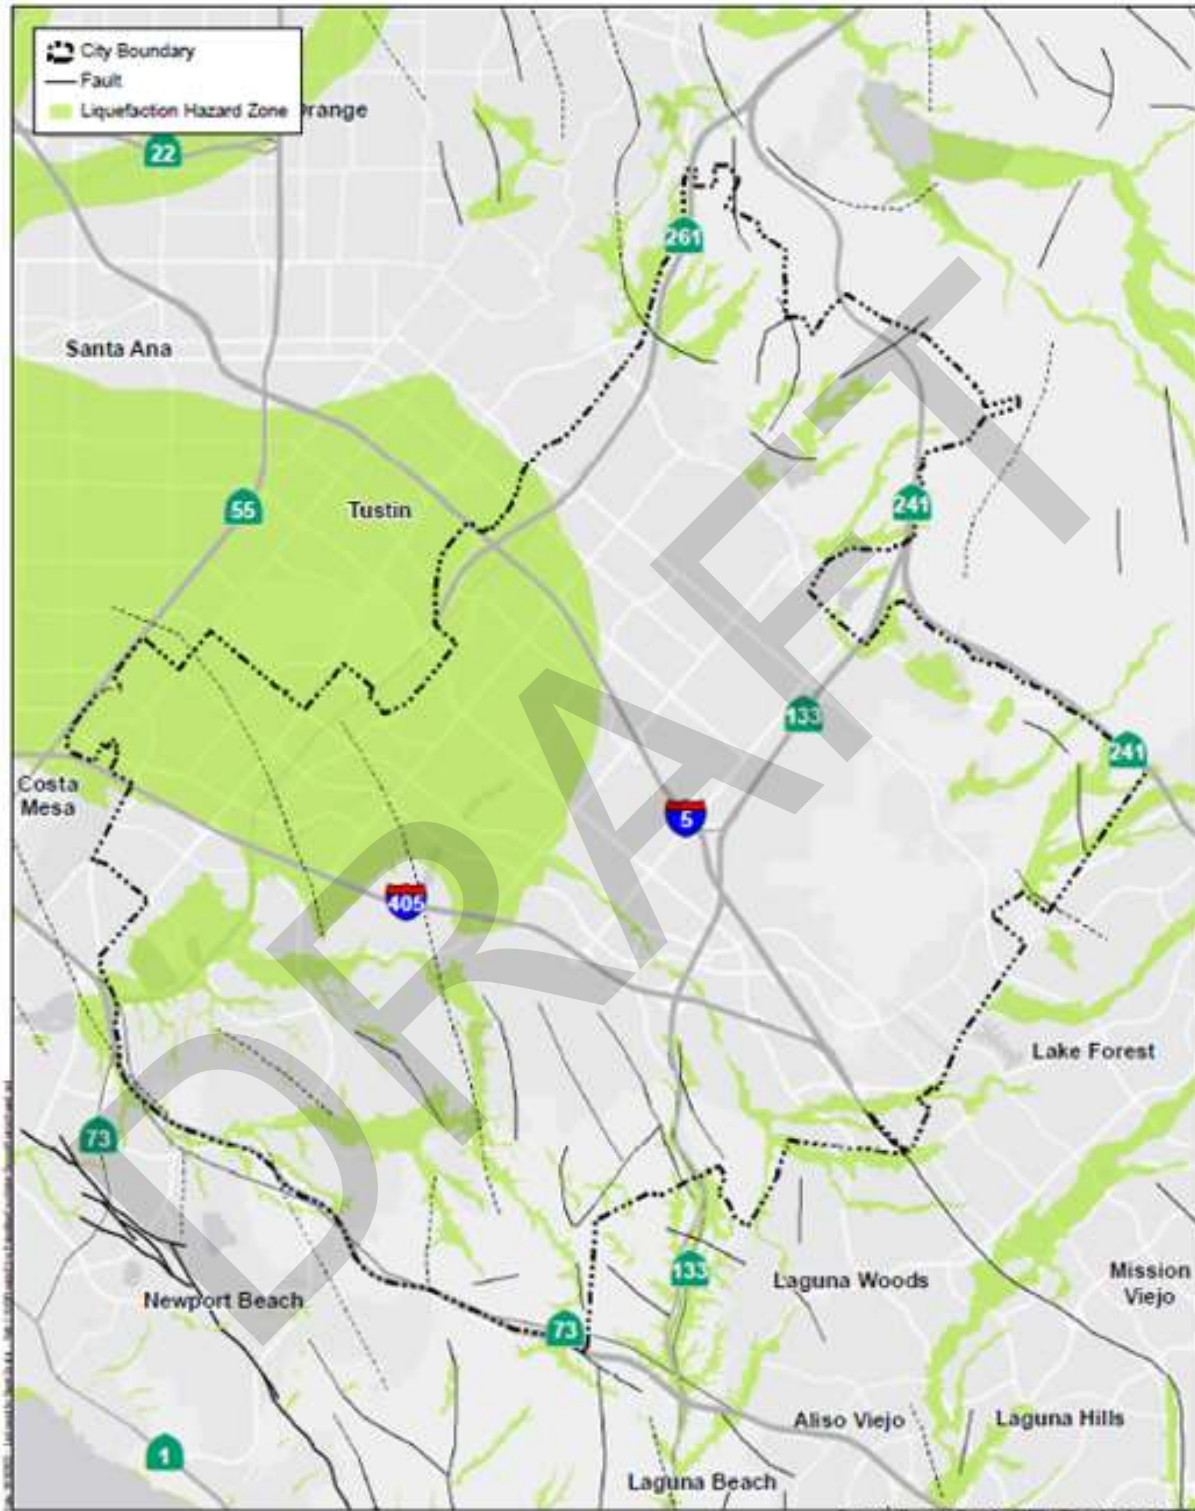 City Boundary
Fault
Liquefaction Hazard Zone
Orange
22
261
Santa Ana
55
Tustin
241
133
241
Costa
Mesa
5
405
Lake Forest
73
133
Laguna Woods
Mission
Viejo
Newport Beach
73
Aliso Viejo
Laguna Hills
1
Laguna Beach
DRAFT